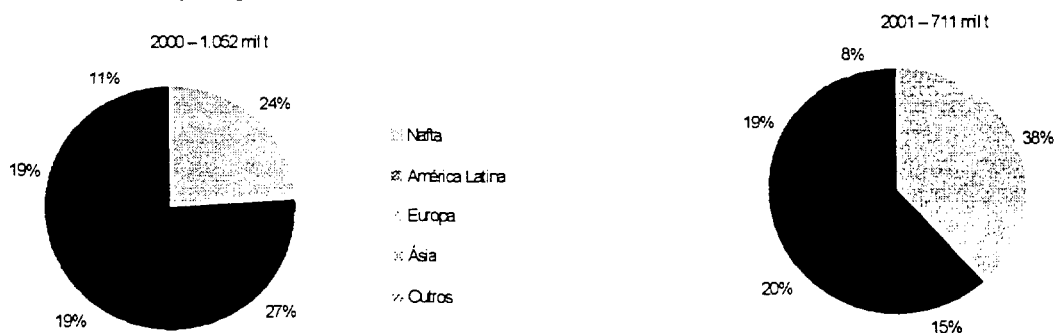 2000 – 1.052 mil t
11%
24%
19%
19%
27%
Nafta
América Latina
Europa
Ásia
Outros
2001 – 711 mil t
8%
38%
19%
20%
15%